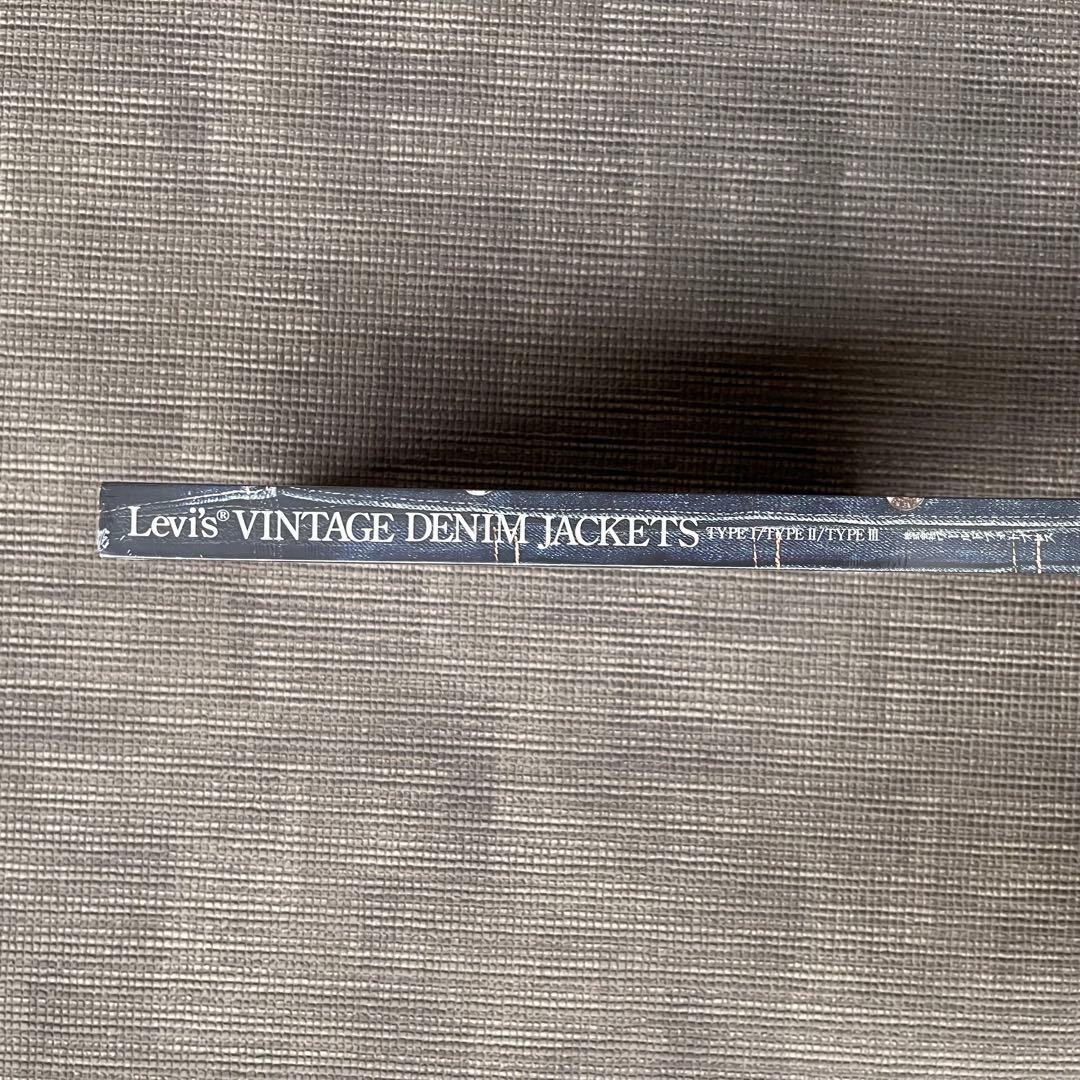 Levi's® VINTAGE DENIM JACKETS TYPE I/TYPE II/TYPE III